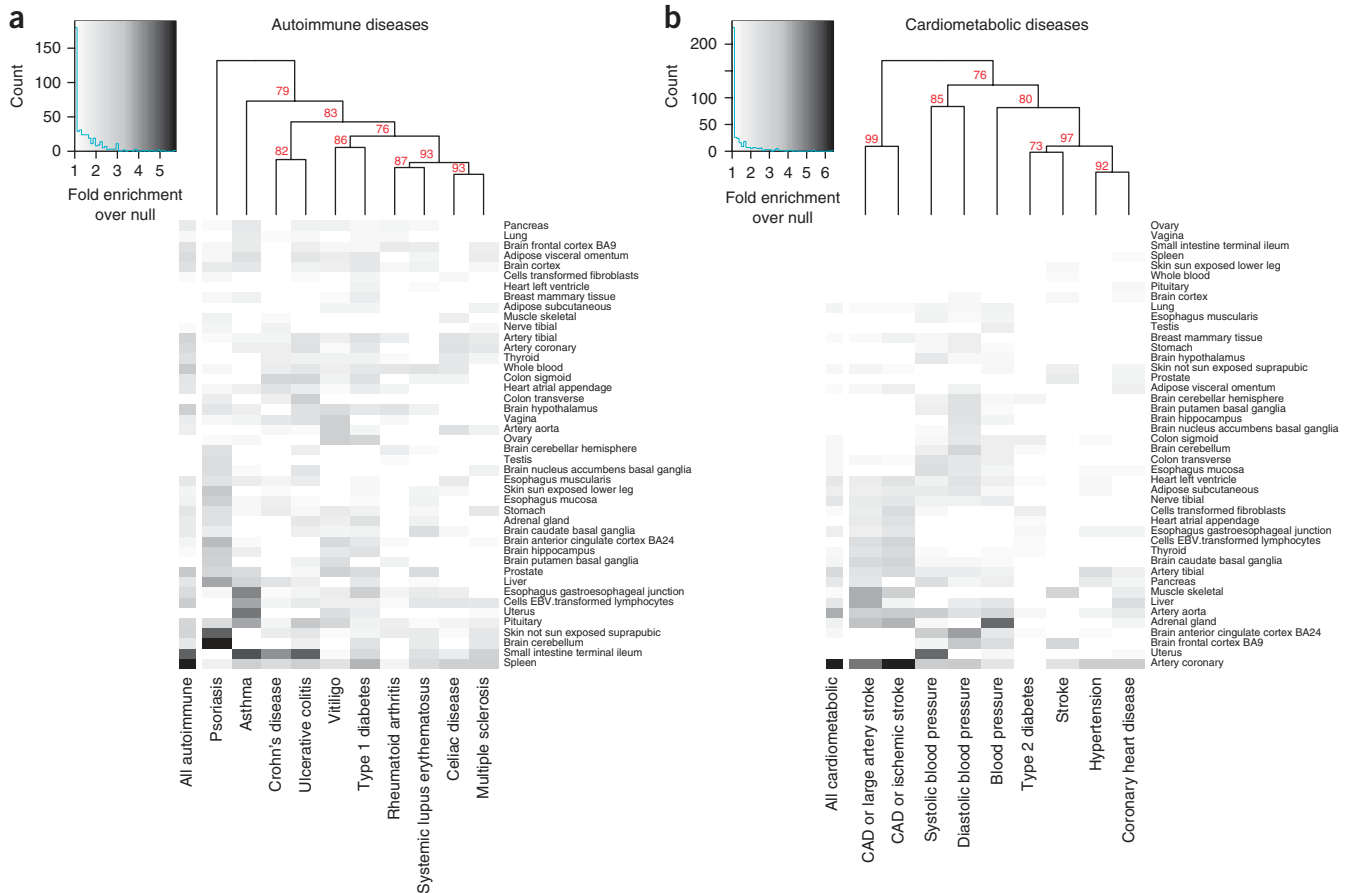 a
Autoimmune diseases
150
100
50
0
Count
1 2 3 4 5
Fold enrichment
over null
79
83
76
82
86
87
93
93
Pancreas
Lung
Brain frontal cortex BA9
Adipose visceral omentum
Brain cortex
Cells transformed fibroblasts
Heart left ventricle
Breast mammary tissue
Adipose subcutaneous
Muscle skeletal
Nerve tibial
Artery tibial
Artery coronary
Thyroid
Whole blood
Colon sigmoid
Heart atrial appendage
Colon transverse
Brain hypothalamus
Vagina
Artery aorta
Ovary
Brain cerebellar hemisphere
Testis
Brain nucleus accumbens basal ganglia
Esophagus muscularis
Skin sun exposed lower leg
Esophagus mucosa
Stomach
Adrenal gland
Brain caudate basal ganglia
Brain anterior cingulate cortex BA24
Brain hippocampus
Brain putamen basal ganglia
Prostate
Liver
Esophagus gastroesophageal junction
Cells EBV.transformed lymphocytes
Uterus
Pituitary
Skin not sun exposed suprapubic
Brain cerebellum
Small intestine terminal ileum
Spleen
All autoimmune
Psoriasis
Asthma
Crohn's disease
Ulcerative colitis
Vitiligo
Type 1 diabetes
Rheumatoid arthritis
Systemic lupus erythematosus
Celiac disease
Multiple sclerosis
b
Cardiometabolic diseases
200
100
50
0
Count
1 2 3 4 5 6
Fold enrichment
over null
76
85
80
99
97
73
92
Ovary
Vagina
Small intestine terminal ileum
Spleen
Skin sun exposed lower leg
Whole blood
Pituitary
Brain cortex
Lung
Esophagus muscularis
Testis
Breast mammary tissue
Stomach
Brain hypothalamus
Skin not sun exposed suprapubic
Prostate
Adipose visceral omentum
Brain cerebellar hemisphere
Brain putamen basal ganglia
Brain hippocampus
Brain nucleus accumbens basal ganglia
Colon sigmoid
Brain cerebellum
Colon transverse
Esophagus mucosa
Heart left ventricle
Adipose subcutaneous
Nerve tibial
Cells transformed fibroblasts
Heart atrial appendage
Esophagus gastroesophageal junction
Cells EBV.transformed lymphocytes
Thyroid
Brain caudate basal ganglia
Artery tibial
Pancreas
Muscle skeletal
Liver
Artery aorta
Adrenal gland
Brain anterior cingulate cortex BA24
Brain frontal cortex BA9
Uterus
Artery coronary
All cardiometabolic
CAD or large artery stroke
CAD or ischemic stroke
Systolic blood pressure
Diastolic blood pressure
Blood pressure
Type 2 diabetes
Stroke
Hypertension
Coronary heart disease